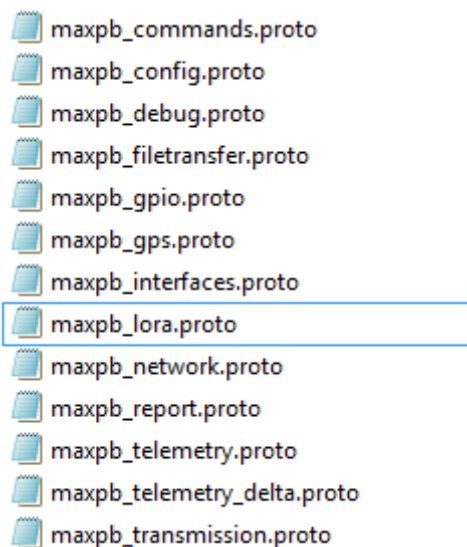 maxpb_commands.proto
maxpb_config.proto
maxpb_debug.proto
maxpb_filetransfer.proto
maxpb_gpio.proto
maxpb_gps.proto
maxpb_interfaces.proto
maxpb_lora.proto
maxpb_network.proto
maxpb_report.proto
maxpb_telemetry.proto
maxpb_telemetry_delta.proto
maxpb_transmission.proto